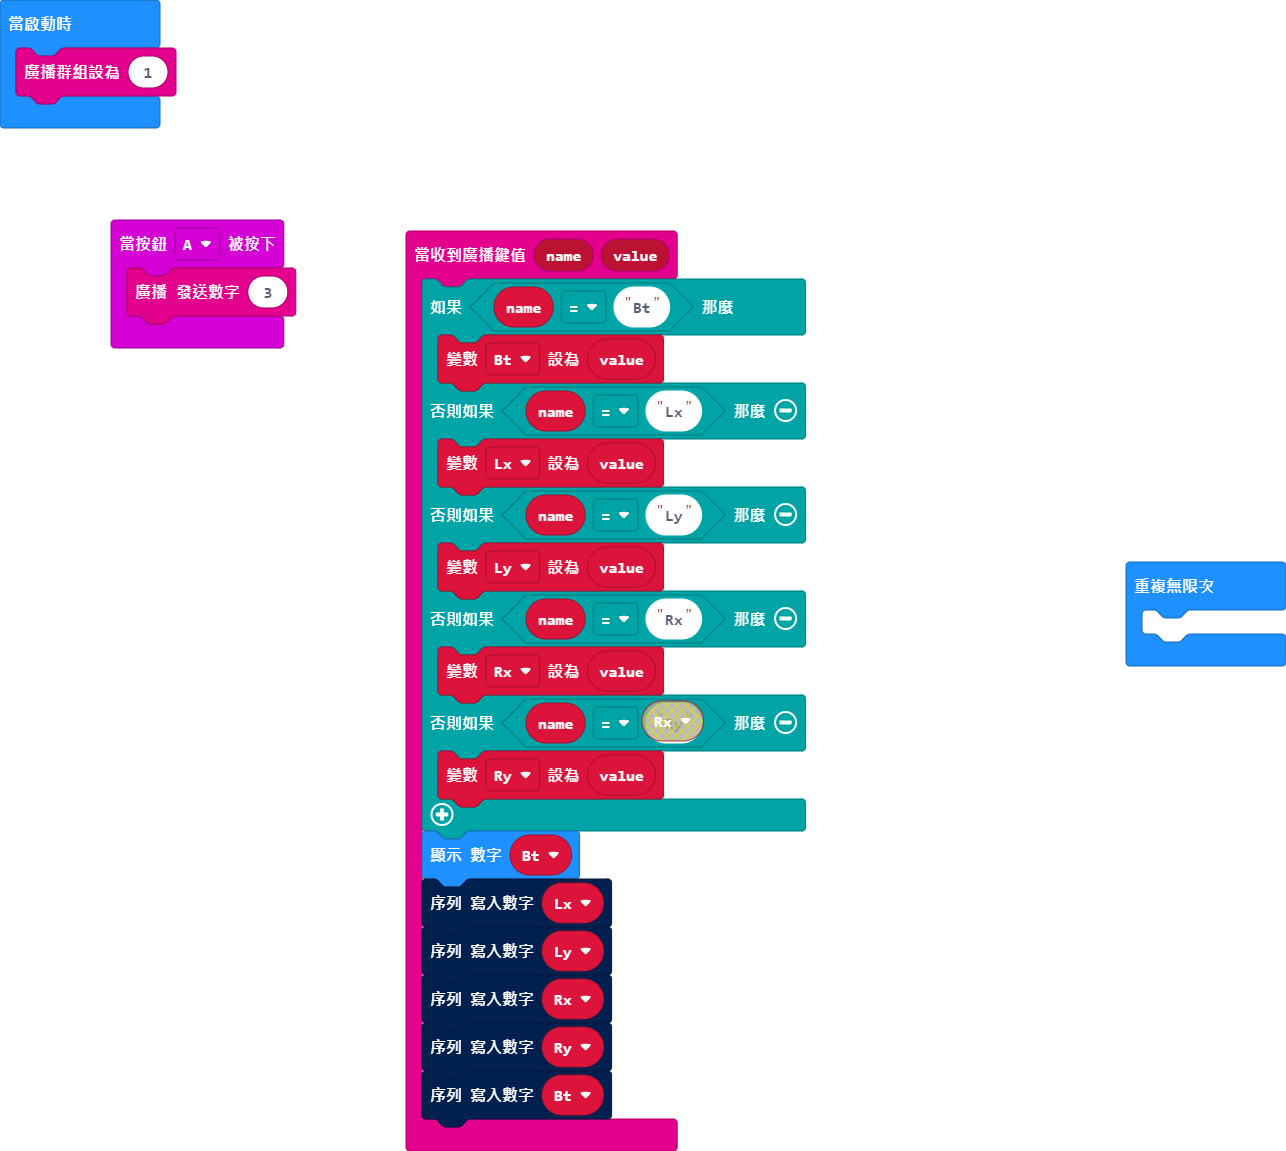 當啟動時
廣播群組設為 1
當按鈕 A 被按下
廣播 發送數字 3
當收到廣播鍵值 name value
如果 name = "Bt" 那麼
變數 Bt 設為 value
否則如果 name = "Lx" 那麼
變數 Lx 設為 value
否則如果 name = "Ly" 那麼
變數 Ly 設為 value
否則如果 name = "Rx" 那麼
變數 Rx 設為 value
否則如果 name = Rx 那麼
變數 Ry 設為 value
顯示 數字 Bt
序列 寫入數字 Lx
序列 寫入數字 Ly
序列 寫入數字 Rx
序列 寫入數字 Ry
序列 寫入數字 Bt
重複無限次